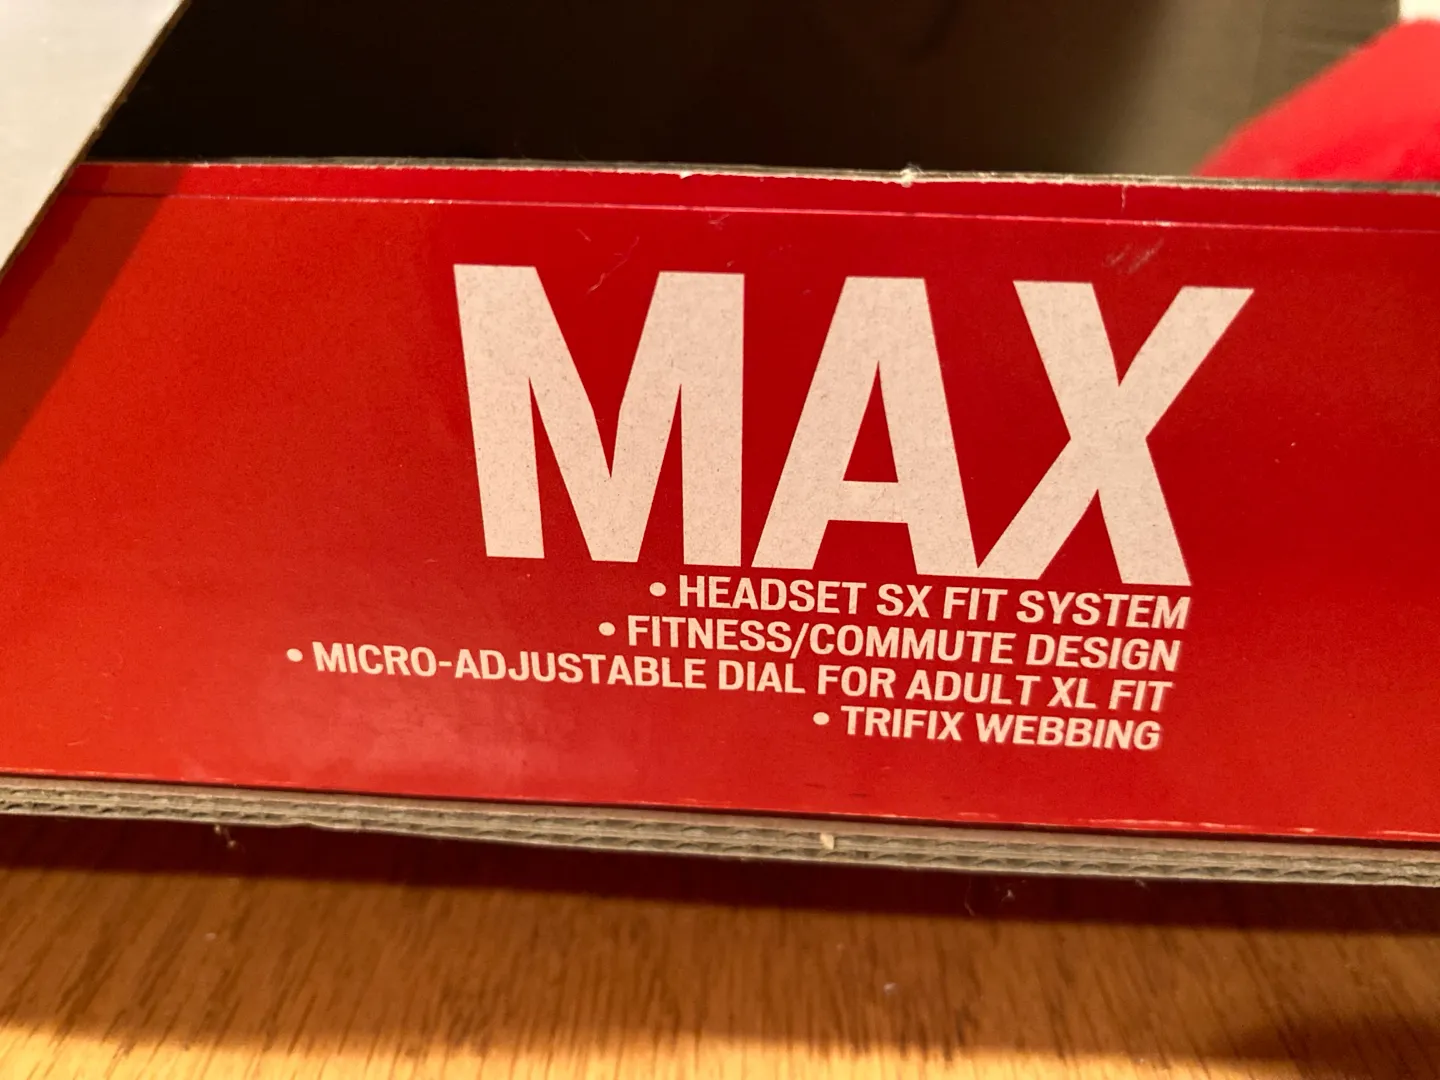 MAX
• HEADSET SX FIT SYSTEM
• FITNESS/COMMUTE DESIGN
• MICRO-ADJUSTABLE DIAL FOR ADULT XL FIT
• TRIFIX WEBBING